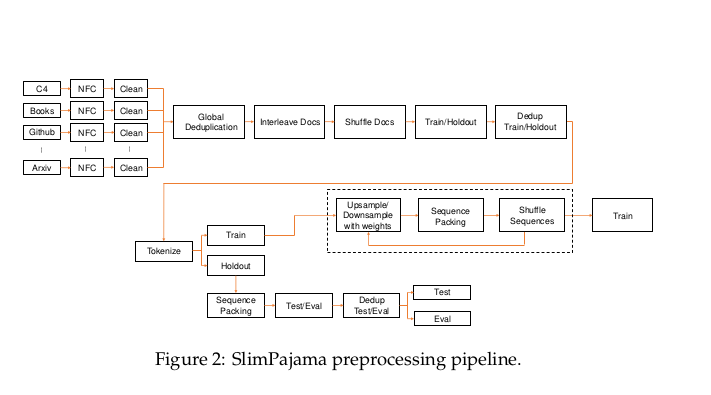 C4 NFC Clean
Books NFC Clean
Github NFC Clean
Arxiv NFC Clean
Global
Deduplication
Interleave Docs
Shuffle Docs
Train/Holdout
Dedup
Train/Holdout
Tokenize
Train
Holdout
Upsample/
Downsample
with weights
Sequence
Packing
Shuffle
Sequences
Train
Sequence
Packing
Test/Eval
Dedup
Test/Eval
Test
Eval
Figure 2: SlimPajama preprocessing pipeline.